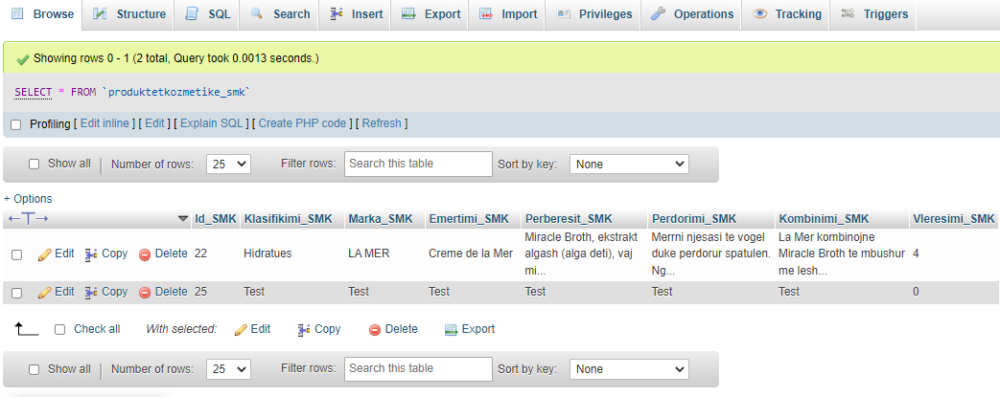 Browse Structure SQL Search Insert Export Import Privileges Operations Tracking Triggers
Showing rows 0 - 1 (2 total, Query took 0.0013 seconds.)
SELECT * FROM `produktetkozmetike_smk`
Profiling [ Edit inline ] [ Edit ] [ Explain SQL ] [ Create PHP code ] [ Refresh ]
Show all Number of rows: 25 Filter rows: Search this table Sort by key: None
+ Options
Id_SMK Klasifikimi_SMK Marka_SMK Emertimi_SMK Perberesit_SMK Perdorimi_SMK Kombinimi_SMK Vleresimi_SMK
Edit Copy Delete 22 Hidratues LA MER Creme de la Mer
Miracle Broth, ekstrakt
algash (alga deti), vaj
mi...
Merrni njesasi te vogel
duke perdorur spatulen.
Ng...
La Mer kombinojne
Miracle Broth te mbushur
me lesh...
4
Edit Copy Delete 25 Test Test Test Test Test Test 0
Check all With selected: Edit Copy Delete Export
Show all Number of rows: 25 Filter rows: Search this table Sort by key: None